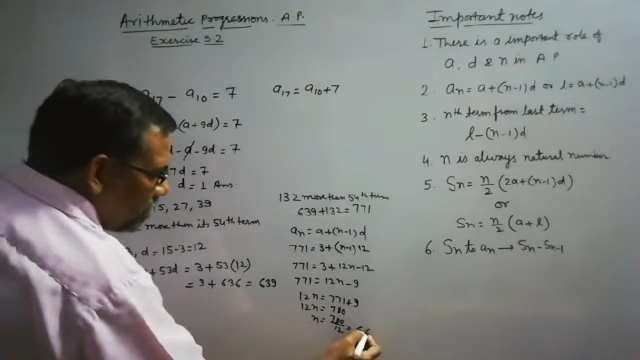 Arithmetic Progressions. A.P.
Exercise 5.2
a17 - a10 = 7
a17 = a10 + 7
(a+9d) = 7
- a - 9d = 7
7d = 7
d = 1 Ans
15, 27, 39
more than its 54th term
d = 15-3 = 12
+ 53d = 3 + 53(12)
= 3 + 636 = 639
132 more than 54th term
639+132 = 771
an = a+(n-1)d
771 = 3+(n-1)12
771 = 3+12n-12
771 = 12n-9
12n = 771+9
12n = 780
n = 780
12
Important notes
1. There is a important role of
a, d & n in A P
2. an = a+(n-1)d or l = a+(n-1)d
3. nth term from last term =
l-(n-1)d
4. n is always natural number
5. Sn = n/2 (2a+(n-1)d)
or
Sn = n/2 (a+l)
6. Sn to an → Sn - Sn-1